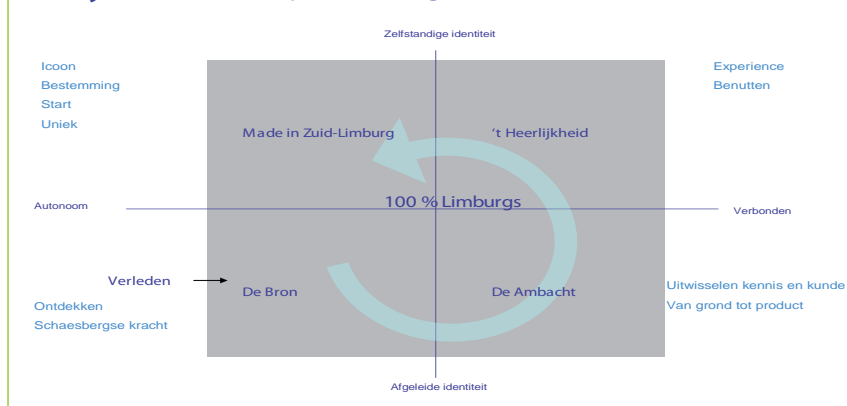 Zelfstandige identiteit
Icoon
Bestemming
Start
Uniek
Experience
Benutten
Made in Zuid-Limburg
‘t Heerlijkheid
100 % Limburgs
Autonoom
Verbonden
Verleden
De Bron
De Ambacht
Ontdekken
Schaesbergse kracht
Uitwisselen kennis en kunde
Van grond tot product
Afgeleide identiteit